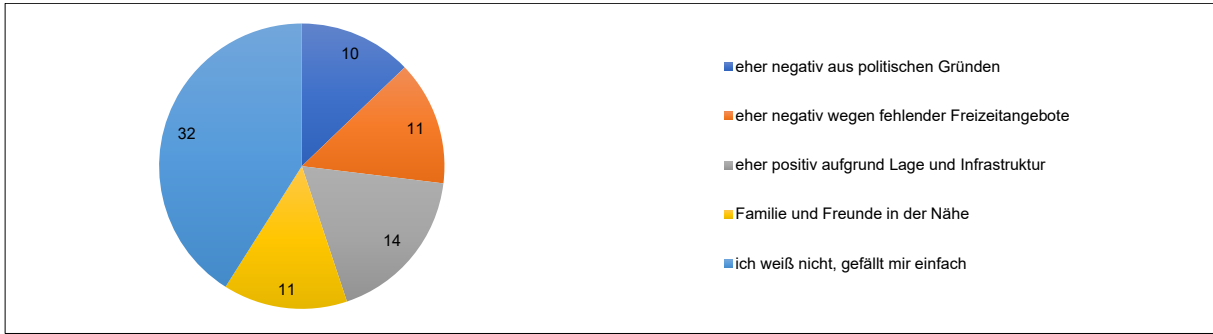 10
11
14
11
32
eher negativ aus politischen Gründen
eher negativ wegen fehlender Freizeitangebote
eher positiv aufgrund Lage und Infrastruktur
Familie und Freunde in der Nähe
ich weiß nicht, gefällt mir einfach